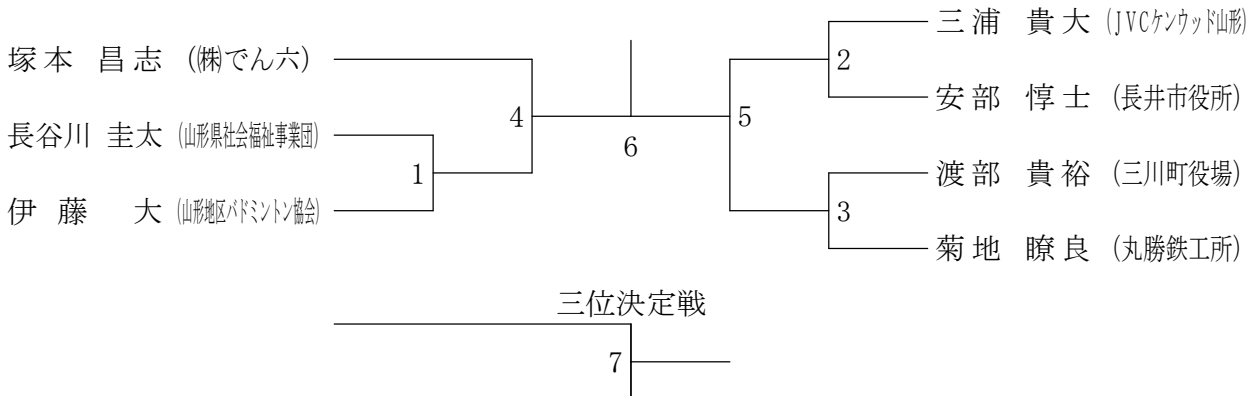 塚本 昌志 (㈱でん六)
長谷川 圭太 (山形県社会福祉事業団)
伊藤 大 (山形地区バドミントン協会)
1
4
6
5
2
3
三浦 貴大 (JVCケンウッド山形)
安部 惇士 (長井市役所)
渡部 貴裕 (三川町役場)
菊地 瞭良 (丸勝鉄工所)
三位決定戦
7